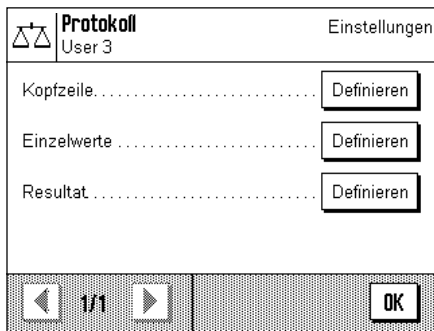 Protokoll
Einstellungen
User 3
Kopfzeile............................ Definieren
Einzelwerte ......................... Definieren
Resultat............................. Definieren
1/1
OK